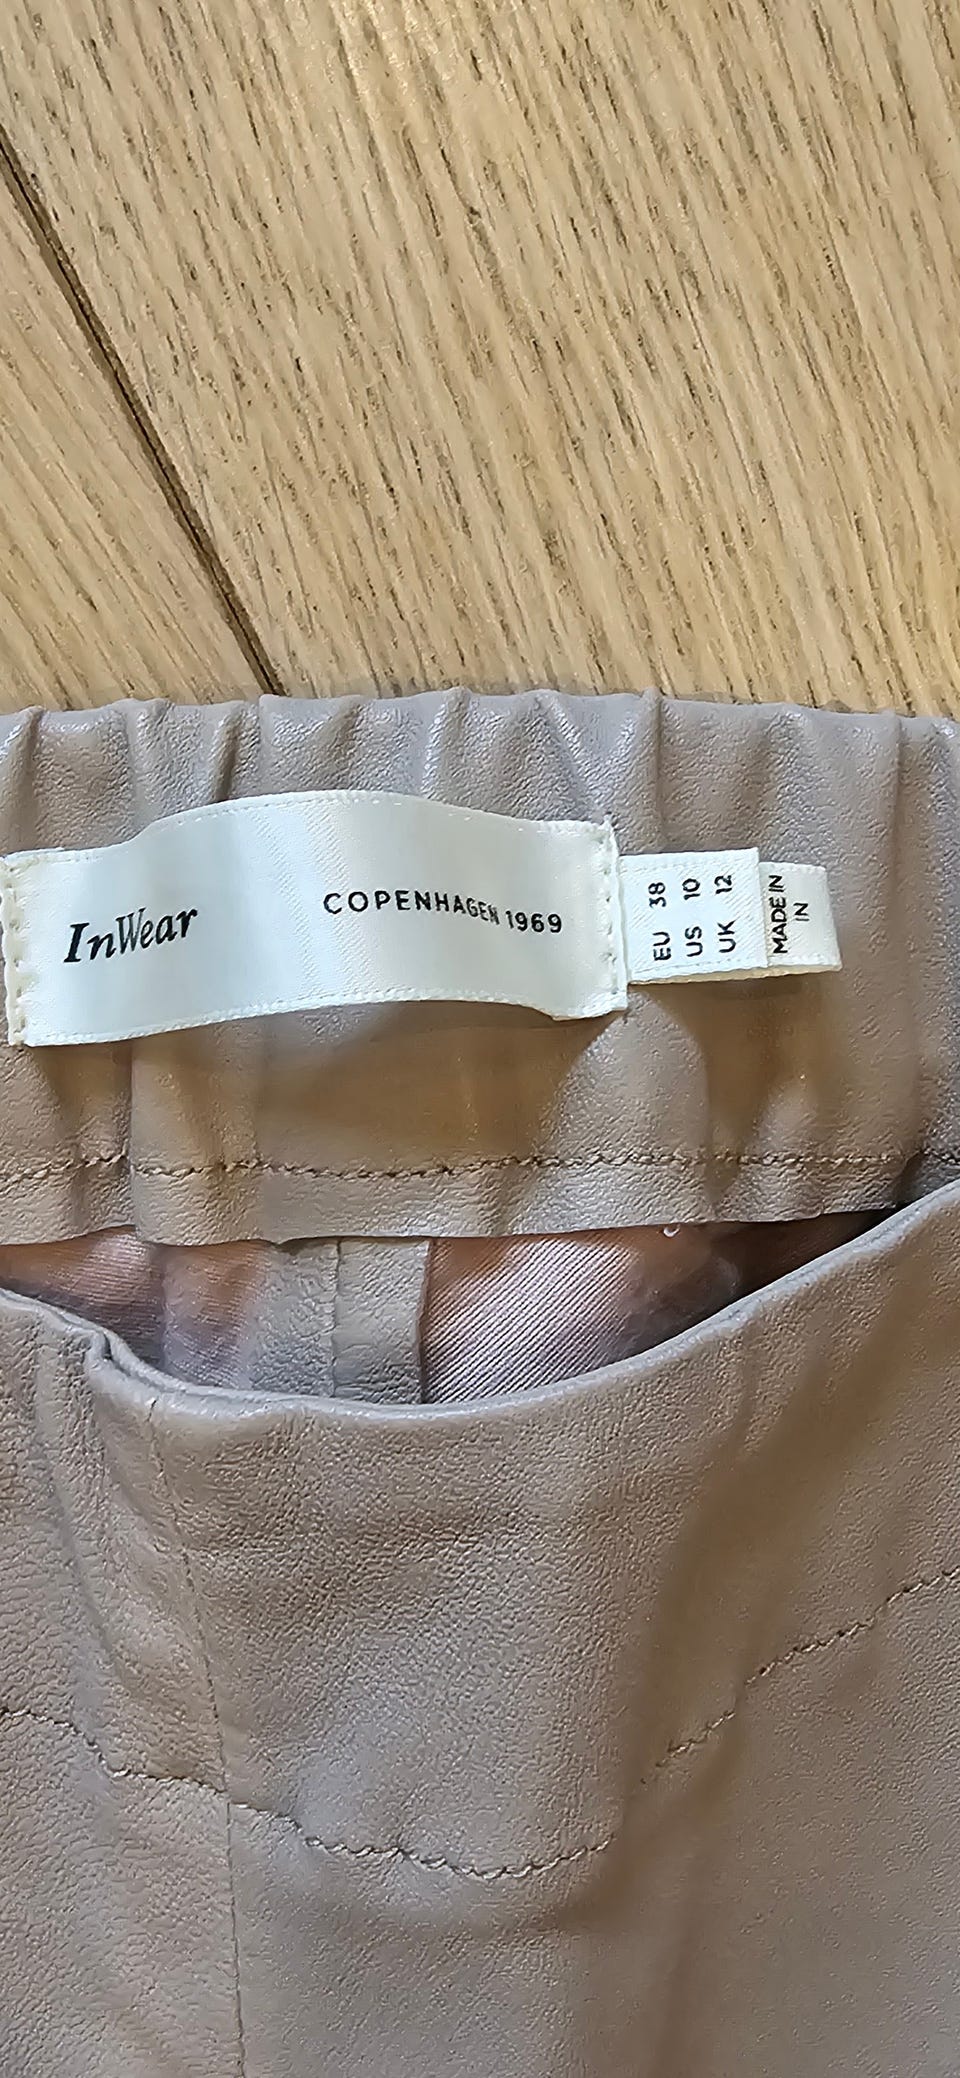 InWear
COPENHAGEN 1969
EU 38
US 10
UK 12
MADE IN
IN